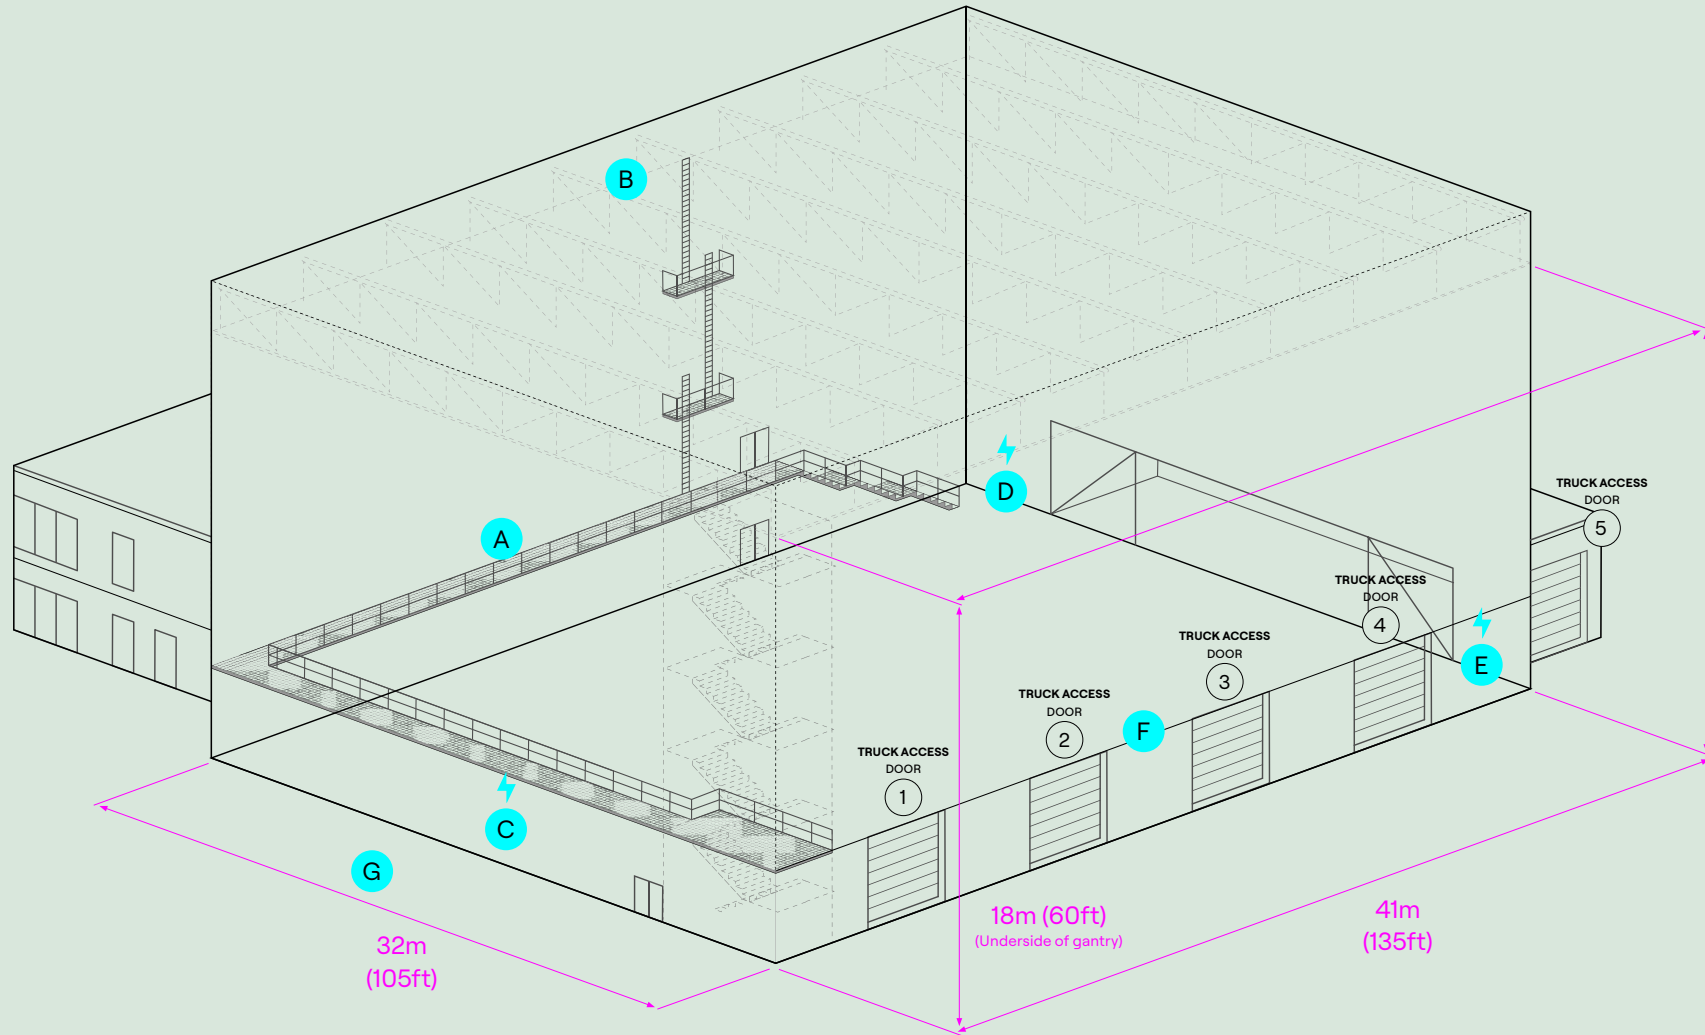 B
D
A
TRUCK ACCESS
DOOR
5
TRUCK ACCESS
DOOR
4
E
TRUCK ACCESS
DOOR
3
TRUCK ACCESS
DOOR
2
F
TRUCK ACCESS
DOOR
1
C
G
18m (60ft)
(Underside of gantry)
41m
(135ft)
32m
(105ft)